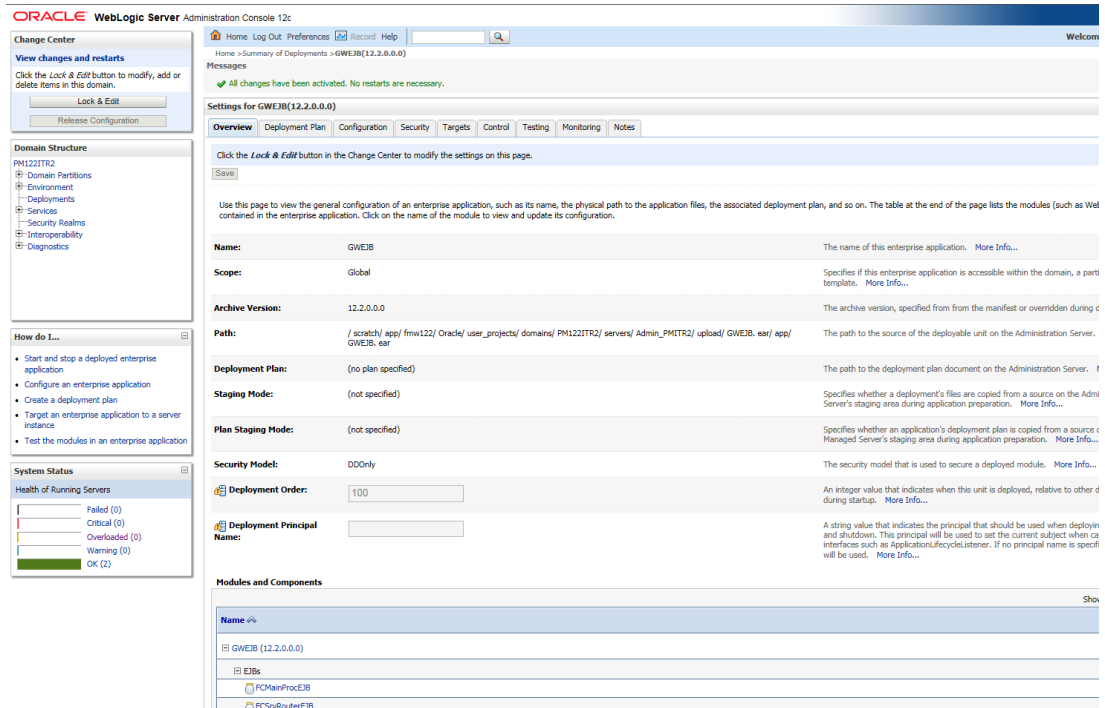 ORACLE WebLogic Server Administration Console 12c
Change Center
View changes and restarts
Click the Lock & Edit button to modify, add or
delete items in this domain.
Lock & Edit
Release Configuration
Domain Structure
PM122ITR2
Domain Partitions
Environment
Deployments
Services
Security Realms
Interoperability
Diagnostics
How do I...
Start and stop a deployed enterprise
application
Configure an enterprise application
Create a deployment plan
Target an enterprise application to a server
instance
Test the modules in an enterprise application
System Status
Health of Running Servers
Failed (0)
Critical (0)
Overloaded (0)
Warning (0)
OK (2)
Home Log Out Preferences Record Help
Welcom
Home >Summary of Deployments >GWEJB(12.2.0.0.0)
Messages
All changes have been activated. No restarts are necessary.
Settings for GWEJB(12.2.0.0.0)
Overview Deployment Plan Configuration Security Targets Control Testing Monitoring Notes
Click the Lock & Edit button in the Change Center to modify the settings on this page.
Save
Use this page to view the general configuration of an enterprise application, such as its name, the physical path to the application files, the associated deployment plan, and so on. The table at the end of the page lists the modules (such as Web
contained in the enterprise application. Click on the name of the module to view and update its configuration.
Name: GWEJB The name of this enterprise application. More Info...
Scope: Global Specifies if this enterprise application is accessible within the domain, a parti
template. More Info...
Archive Version: 12.2.0.0.0 The archive version, specified from from the manifest or overridden during d
Path: / scratch/ app/ fmw122/ Oracle/ user_projects/ domains/ PM122ITR2/ servers/ Admin_PMITR2/ upload/ GWEJB. ear/ app/ The path to the source of the deployable unit on the Administration Server.
GWEJB. ear
Deployment Plan: (no plan specified) The path to the deployment plan document on the Administration Server.
Staging Mode: (not specified) Specifies whether a deployment's files are copied from a source on the Admi
Server's staging area during application preparation. More Info...
Plan Staging Mode: (not specified) Specifies whether an application's deployment plan is copied from a source o
Managed Server's staging area during application preparation. More Info...
Security Model: DDOnly The security model that is used to secure a deployed module. More Info...
Deployment Order: 100 An integer value that indicates when this unit is deployed, relative to other d
during startup. More Info...
Deployment Principal
Name:
A string value that indicates the principal that should be used when deployin
and shutdown. This principal will be used to set the current subject when ca
interfaces such as ApplicationLifecycleListener. If no principal name is specifi
will be used. More Info...
Modules and Components
Show
Name
GWEJB (12.2.0.0.0)
EJBs
FCMainProcEJB
FCSrvRouterEJB